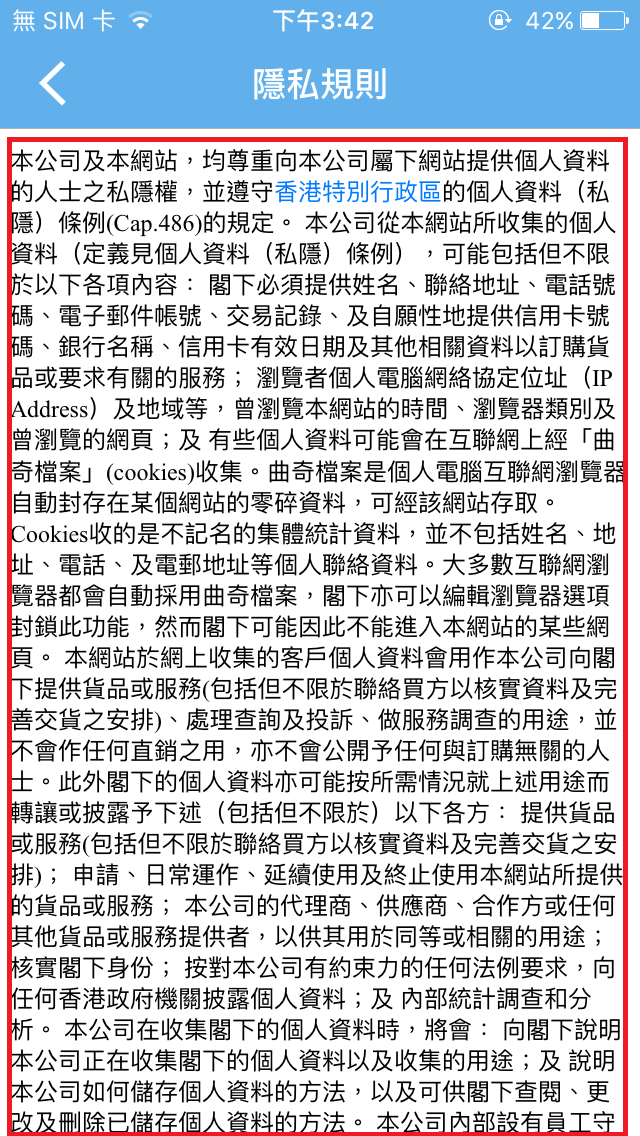 無 SIM 卡 下午3:42 42%
隱私規則
本公司及本網站，均尊重向本公司屬下網站提供個人資料
的人士之私隱權，並遵守香港特別行政區的個人資料（私
隱）條例(Cap.486)的規定。 本公司從本網站所收集的個人
資料（定義見個人資料（私隱）條例），可能包括但不限
於以下各項內容： 閣下必須提供姓名、聯絡地址、電話號
碼、電子郵件帳號、交易記錄、及自願性地提供信用卡號
碼、銀行名稱、信用卡有效日期及其他相關資料以訂購貨
品或要求有關的服務； 瀏覽者個人電腦網絡協定位址（IP
Address）及地域等，曾瀏覽本網站的時間、瀏覽器類別及
曾瀏覽的網頁；及 有些個人資料可能會在互聯網上經「曲
奇檔案」(cookies)收集。曲奇檔案是個人電腦互聯網瀏覽器
自動封存在某個網站的零碎資料，可經該網站存取。
Cookies收的是不記名的集體統計資料，並不包括姓名、地
址、電話、及電郵地址等個人聯絡資料。大多數互聯網瀏
覽器都會自動採用曲奇檔案，閣下亦可以編輯瀏覽器選項
封鎖此功能，然而閣下可能因此不能進入本網站的某些網
頁。 本網站於網上收集的客戶個人資料會用作本公司向閣
下提供貨品或服務(包括但不限於聯絡買方以核實資料及完
善交貨之安排)、處理查詢及投訴、做服務調查的用途，並
不會作任何直銷之用，亦不會公開予任何與訂購無關的人
士。此外閣下的個人資料亦可能按所需情況就上述用途而
轉讓或披露予下述（包括但不限於）以下各方： 提供貨品
或服務(包括但不限於聯絡買方以核實資料及完善交貨之安
排)； 申請、日常運作、延續使用及終止使用本網站所提供
的貨品或服務； 本公司的代理商、供應商、合作方或任何
其他貨品或服務提供者，以供其用於同等或相關的用途；
核實閣下身份； 按對本公司有約束力的任何法例要求，向
任何香港政府機關披露個人資料；及 內部統計調查和分
析。 本公司在收集閣下的個人資料時，將會： 向閣下說明
本公司正在收集閣下的個人資料以及收集的用途；及 說明
本公司如何儲存個人資料的方法，以及可供閣下查閱、更
改及刪除已儲存個人資料的方法。 本公司內部設有員工守